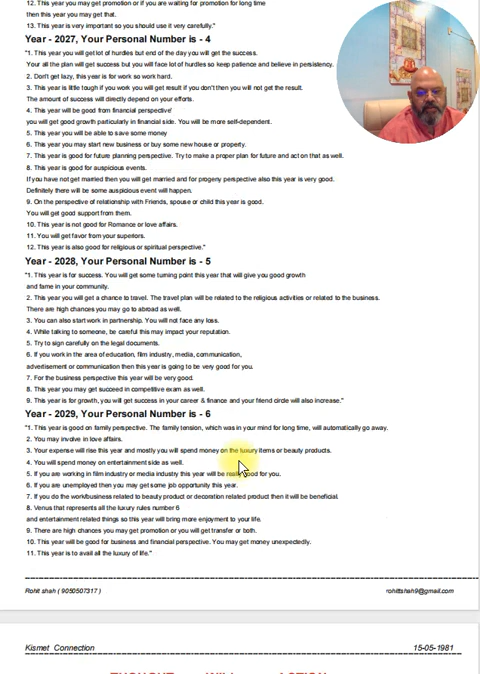 12. This year you may get promotion or if you are waiting for promotion for long time
then this year you may get that.
13. This year is very important so you should use it very carefully."
Year - 2027, Your Personal Number is - 4
"1. This year you will get lot of hurdles but end of the day you will get the success.
Your all the plan will get success but you will face lot of hurdles so keep patience and believe in persistency.
2. Don't get lazy, this year is for work so work hard.
3. This year is little tough if you work you will get result if you don't then you will not get the result.
The amount of success will directly depend on your efforts.
4. This year will be good from financial perspective'
you will get good growth particularly in financial side. You will be more self-dependent.
5. This year you will be able to save some money
6. This year you may start new business or buy some new house or property.
7. This year is good for future planning perspective. Try to make a proper plan for future and act on that as well.
8. This year is good for auspicious events.
If you have not get married then you will get married and for progeny perspective also this year is very good.
Definitely there will be some auspicious event will happen.
9. On the perspective of relationship with Friends, spouse or child this year is good.
You will get good support from them.
10. This year is not good for Romance or love affairs.
11. You will get favor from your superiors.
12. This year is also good for religious or spiritual perspective."
Year - 2028, Your Personal Number is - 5
"1. This year is for success. You will get some turning point this year that will give you good growth
and fame in your community.
2. This year you will get a chance to travel. The travel plan will be related to the religious activities or related to the business.
There are high chances you may go to abroad as well.
3. You can also start work in partnership. You will not face any loss.
4. While talking to someone, be careful this may impact your reputation.
5. Try to sign carefully on the legal documents.
6. If you work in the area of education, film industry, media, communication,
advertisement or communication then this year is going to be very good for you.
7. For the business perspective this year will be very good.
8. This year you may get succeed in competitive exam as well.
9. This year is for growth, you will get success in your career & finance and your friend circle will also increase."
Year - 2029, Your Personal Number is - 6
"1. This year is good on family perspective. The family tension, which was in your mind for long time, will automatically go away.
2. You may involve in love affairs.
3. Your expense will rise this year and mostly you will spend money on the luxury items or beauty products.
4. You will spend money on entertainment side as well.
5. If you are working in film industry or media industry this year will be really good for you.
6. If you are unemployed then you may get some job opportunity this year.
7. If you do the work/business related to beauty product or decoration related product then it will be beneficial.
8. Venus that represents all the luxury rules number 6
and entertainment related things so this year will bring more enjoyment to your life.
9. There are high chances you may get promotion or you will get transfer or both.
10. This year will be good for business and financial perspective. You may get money unexpectedly.
11. This year is to avail all the luxury of life."
Rohit shah ( 9050507317 ) rohittshah9@gmail.com
Kismet Connection 15-05-1981